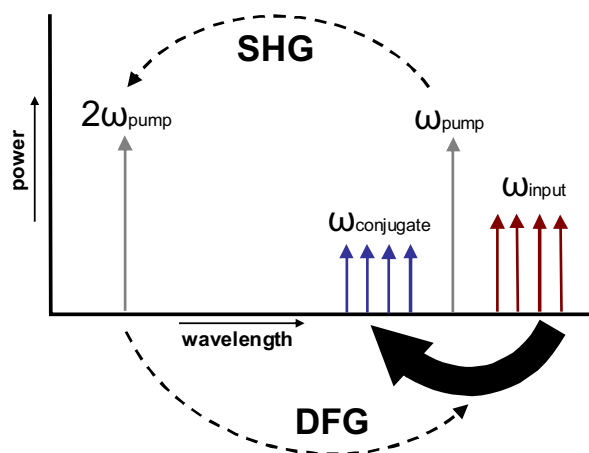 SHG
2ωpump
ωpump
power
ωinput
ωconjugate
wavelength
DFG